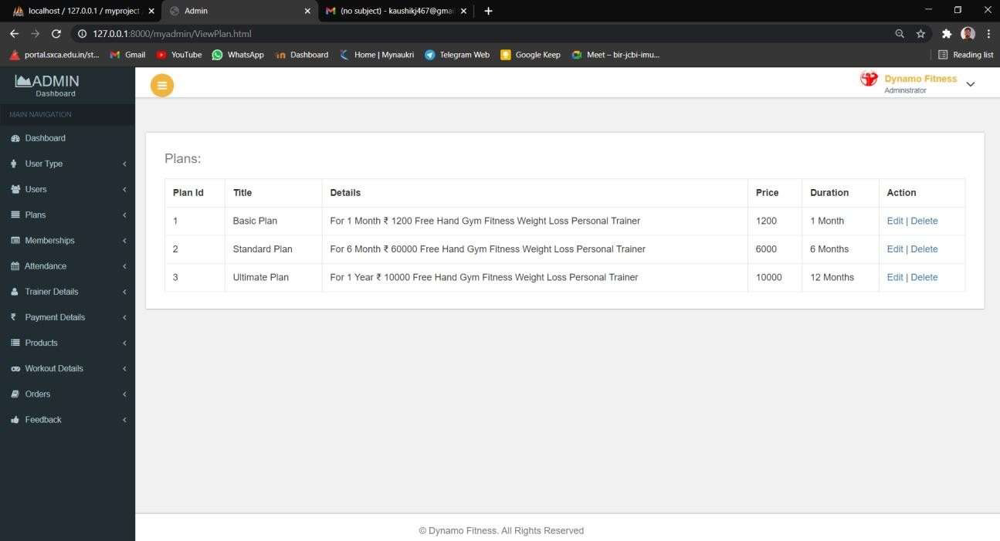 localhost / 127.0.0.1 / myproject
Admin
(no subject) - kaushikj467@gmai
127.0.0.1:8000/myadmin/ViewPlan.html
portal.sxca.edu.in/st...
Gmail
YouTube
WhatsApp
Dashboard
Home | Mynaukri
Telegram Web
Google Keep
Meet – bir-jcbi-imu...
Reading list
ADMIN
Dashboard
Dynamo Fitness
Administrator
MAIN NAVIGATION
Dashboard
User Type
Users
Plans
Memberships
Attendance
Trainer Details
Payment Details
Products
Workout Details
Orders
Feedback
Plans:
Plan Id Title Details Price Duration Action
1 Basic Plan For 1 Month ₹ 1200 Free Hand Gym Fitness Weight Loss Personal Trainer 1200 1 Month Edit | Delete
2 Standard Plan For 6 Month ₹ 60000 Free Hand Gym Fitness Weight Loss Personal Trainer 6000 6 Months Edit | Delete
3 Ultimate Plan For 1 Year ₹ 10000 Free Hand Gym Fitness Weight Loss Personal Trainer 10000 12 Months Edit | Delete
© Dynamo Fitness. All Rights Reserved